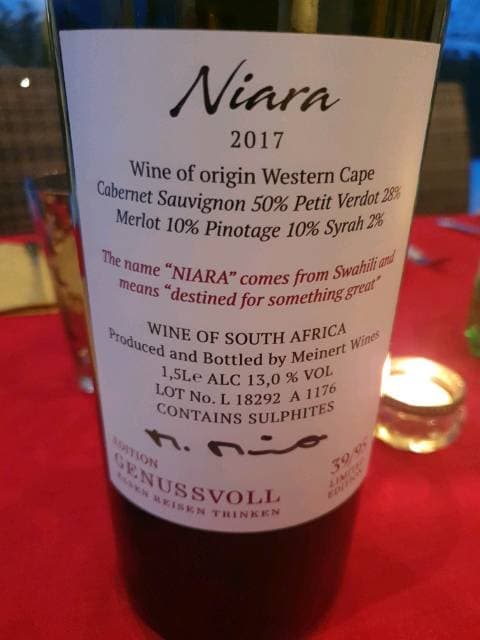 Niara
2017
Wine of origin Western Cape
Cabernet Sauvignon 50% Petit Verdot 28%
Merlot 10% Pinotage 10% Syrah 2%
The name “NIARA” comes from Swahili and
means “destined for something great”
WINE OF SOUTH AFRICA
Produced and Bottled by Meinert Wines
1,5Le ALC 13,0 % VOL
LOT No. L 18292 A 1176
CONTAINS SULPHITES
EDITION
GENUSSVOLL
ESSEN REISEN TRINKEN
39/95
LIMITED
EDITION